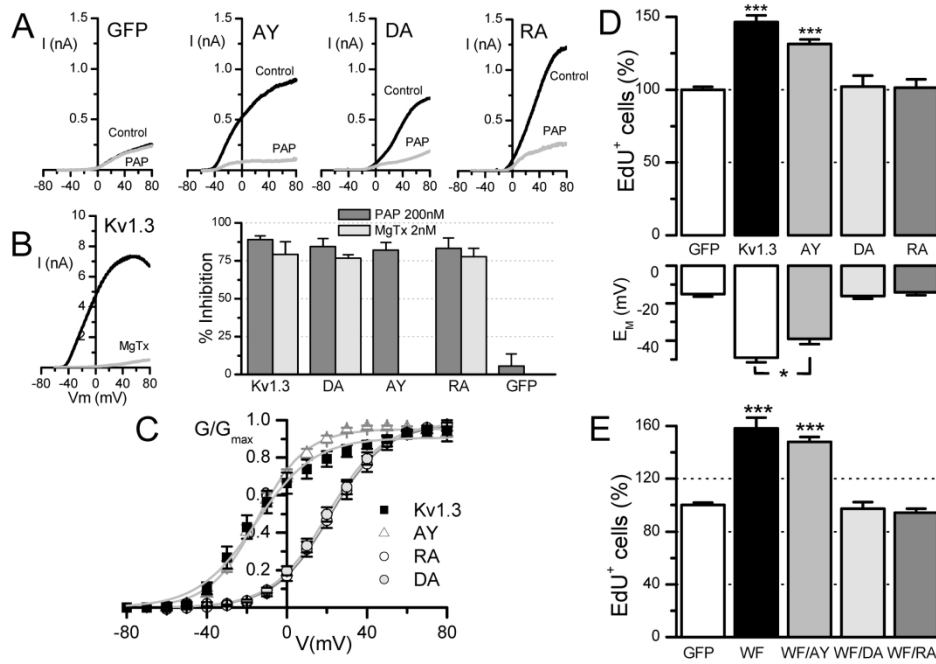 A
GFP
I (nA)
1.5
1.0
0.5
Control
PAP
-80 -40 0 40 80
AY
I (nA)
1.5
1.0
0.5
Control
PAP
-80 -40 0 40 80
DA
I (nA)
1.5
1.0
0.5
Control
PAP
-80 -40 0 40 80
RA
I (nA)
1.5
1.0
0.5
Control
PAP
-80 -40 0 40 80
B
Kv1.3
I (nA)
10
8
6
4
2
MgTx
-80 -40 0 40 80
Vm (mV)
% Inhibition
100
75
50
25
0
PAP 200nM
MgTx 2nM
Kv1.3 DA AY RA GFP
C
G/Gmax
1.0
0.8
0.6
0.4
0.2
Kv1.3
AY
RA
DA
-80 -40 0 40 80
V(mV)
D
EdU+ cells (%)
150
100
50
0
***
***
GFP Kv1.3 AY DA RA
EM (mV)
0
-20
-40
*
E
EdU+ cells (%)
160
120
80
40
0
***
***
GFP WF WF/AY WF/DA WF/RA